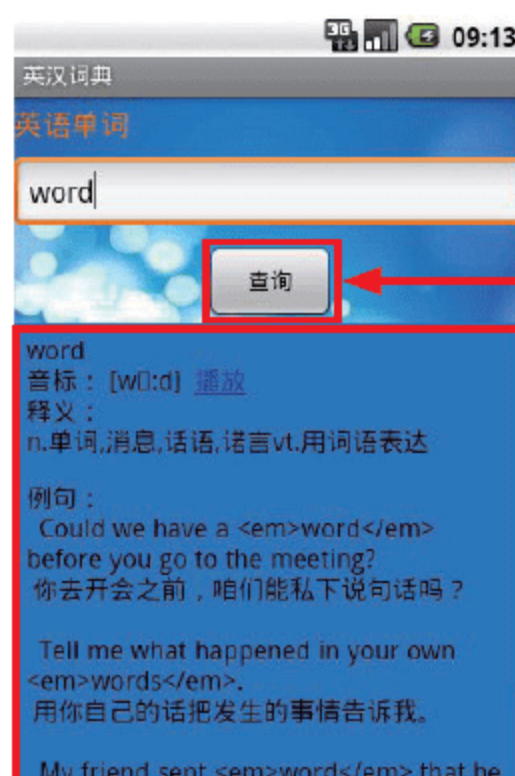 3G 09:13
英汉词典
英语单词
word
查询
word
音标： [w▯:d] 播放
释义：
n.单词,消息,话语,诺言vt.用词语表达
例句：
Could we have a <em>word</em>
before you go to the meeting?
你去开会之前，咱们能私下说句话吗？
Tell me what happened in your own
<em>words</em>.
用你自己的话把发生的事情告诉我。
My friend sent <em>word</em> that he